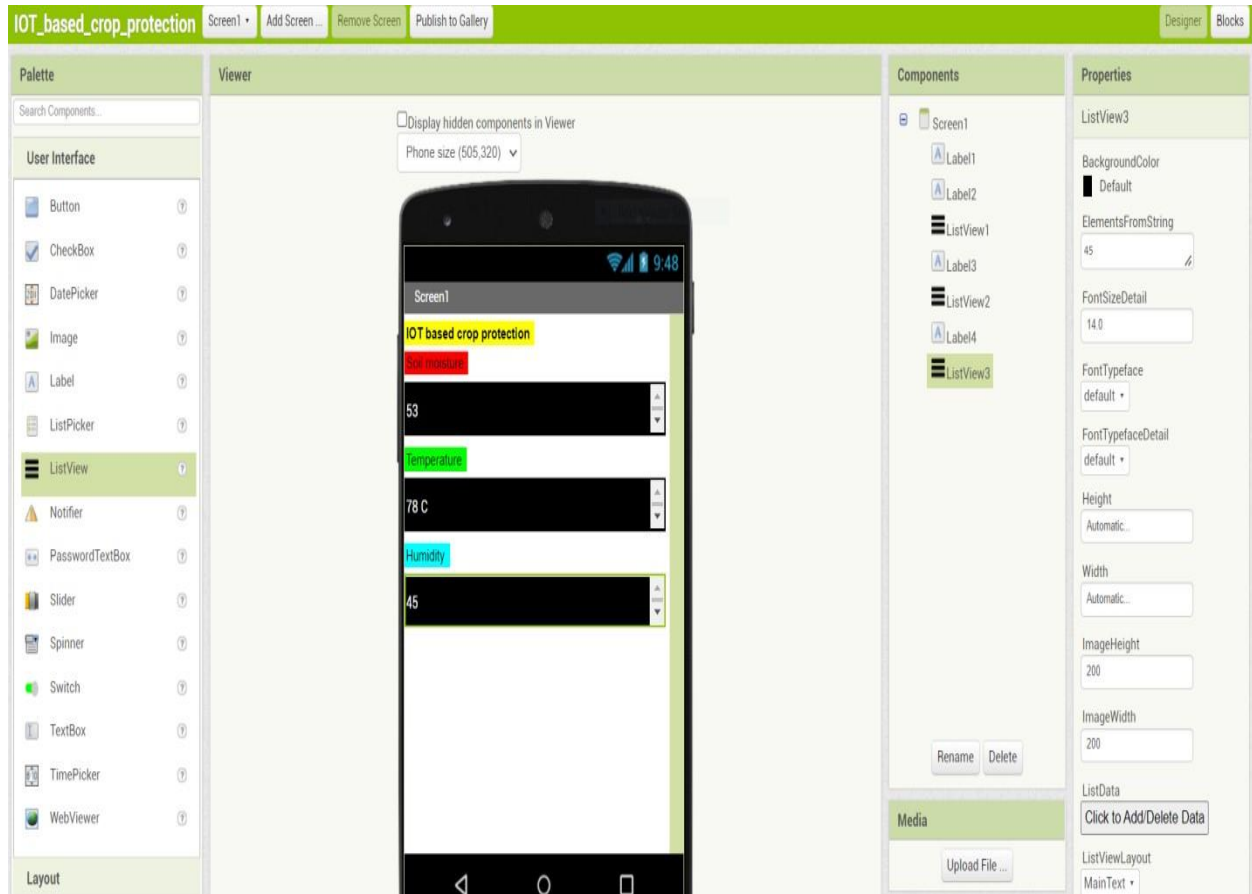 IOT_based_crop_protection Screen1 Add Screen ... Remove Screen Publish to Gallery Designer Blocks
Palette
Search Components...
User Interface
Button
CheckBox
DatePicker
Image
Label
ListPicker
ListView
Notifier
PasswordTextBox
Slider
Spinner
Switch
TextBox
TimePicker
WebViewer
Layout
Viewer
Display hidden components in Viewer
Phone size (505,320)
9:48
Screen1
IOT based crop protection
Soil moisture
53
Temperature
78 C
Humidity
45
Components
Screen1
Label1
Label2
ListView1
Label3
ListView2
Label4
ListView3
Rename Delete
Media
Upload File ...
Properties
ListView3
BackgroundColor
Default
ElementsFromString
45
FontSizeDetail
14.0
FontTypeface
default
FontTypefaceDetail
default
Height
Automatic...
Width
Automatic...
ImageHeight
200
ImageWidth
200
ListData
Click to Add/Delete Data
ListViewLayout
MainText